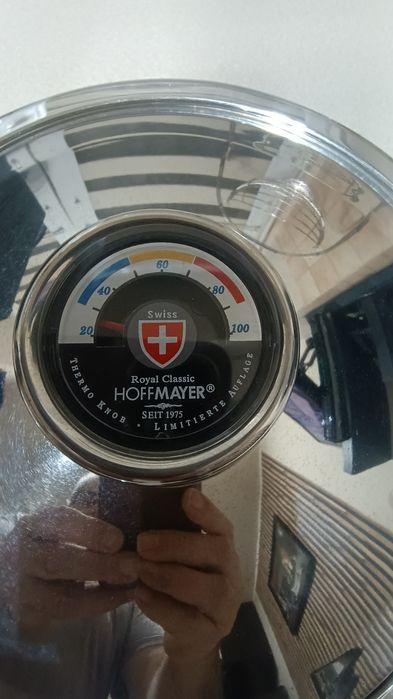 20 40 60 80 100
Swiss
Royal Classic
HOFFMAYER®
SEIT 1975
THERMO KNOB • LIMITIERTE AUFLAGE